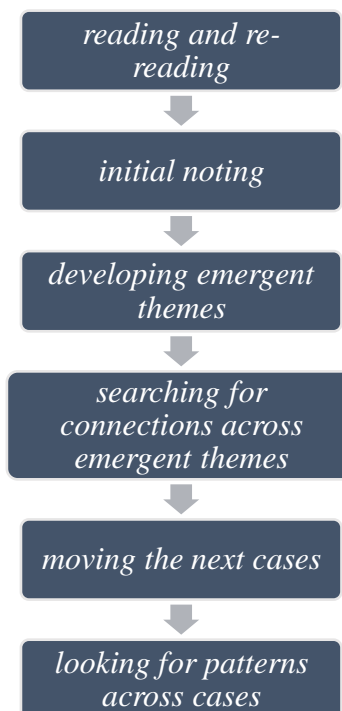 reading and re-
reading
initial noting
developing emergent
themes
searching for
connections across
emergent themes
moving the next cases
looking for patterns
across cases